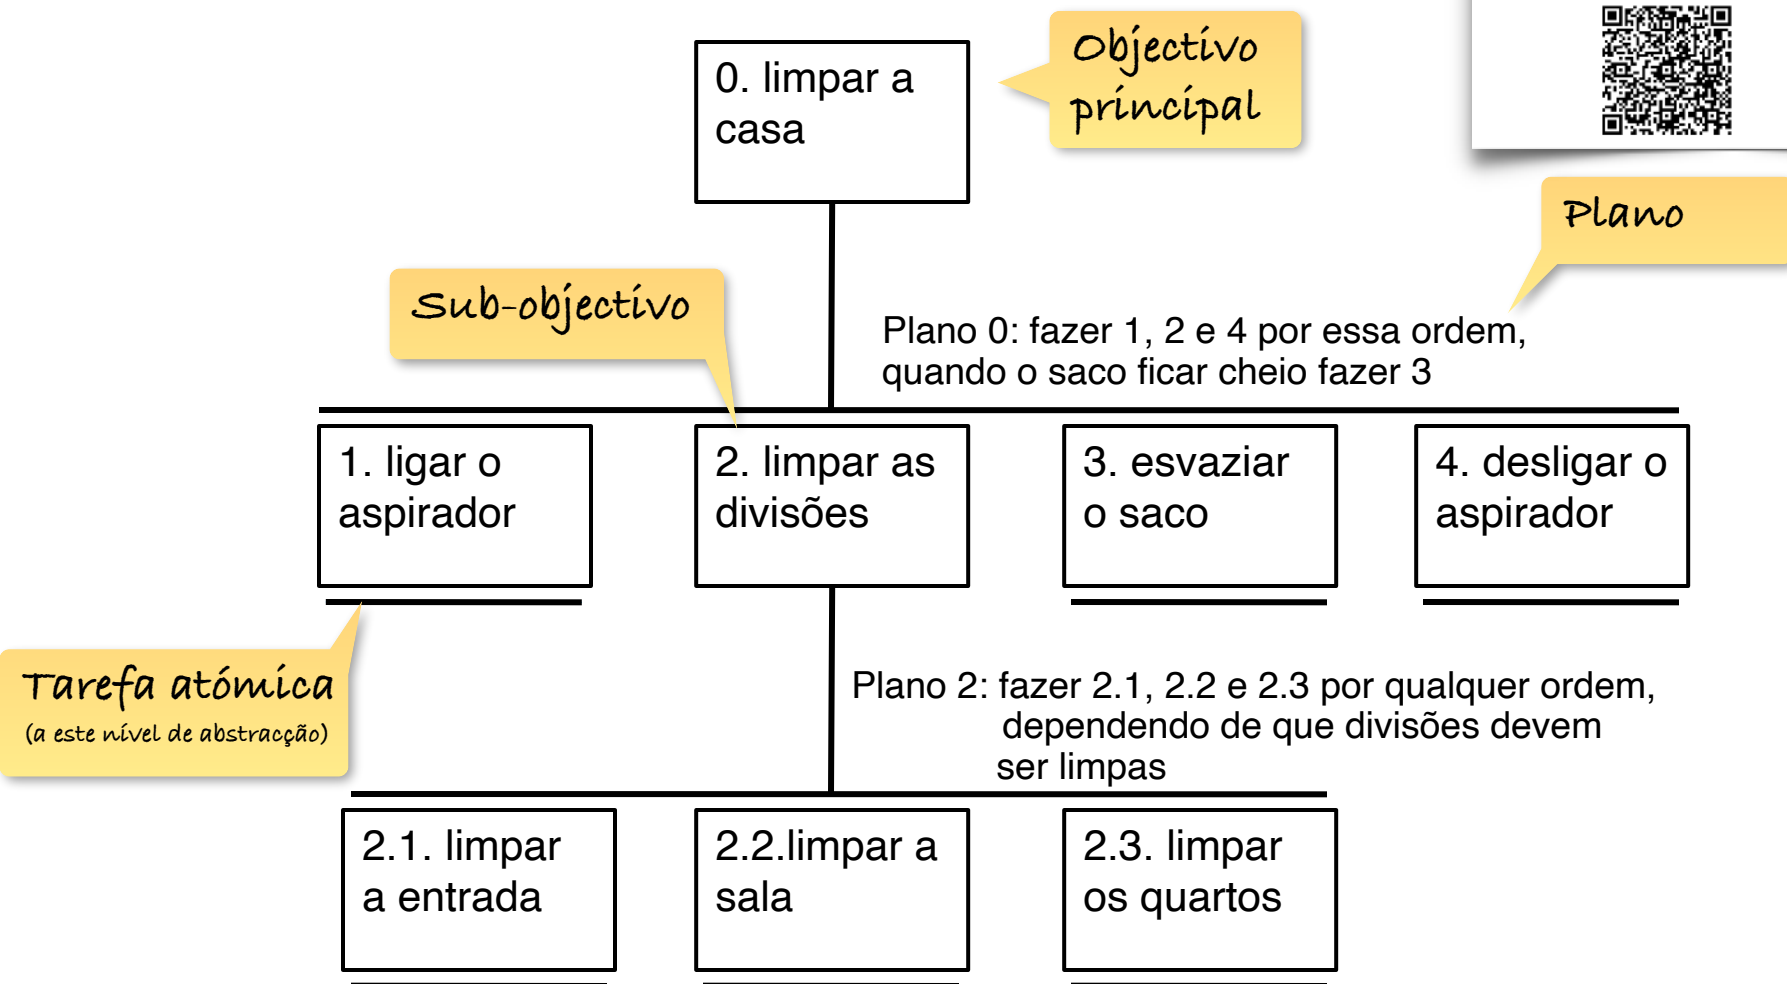 0. limpar a
casa
Objectivo
principal
Plano
Sub-objectivo
Plano 0: fazer 1, 2 e 4 por essa ordem,
quando o saco ficar cheio fazer 3
1. ligar o
aspirador
2. limpar as
divisões
3. esvaziar
o saco
4. desligar o
aspirador
Tarefa atómica
(a este nível de abstracção)
Plano 2: fazer 2.1, 2.2 e 2.3 por qualquer ordem,
dependendo de que divisões devem
ser limpas
2.1. limpar
a entrada
2.2.limpar a
sala
2.3. limpar
os quartos